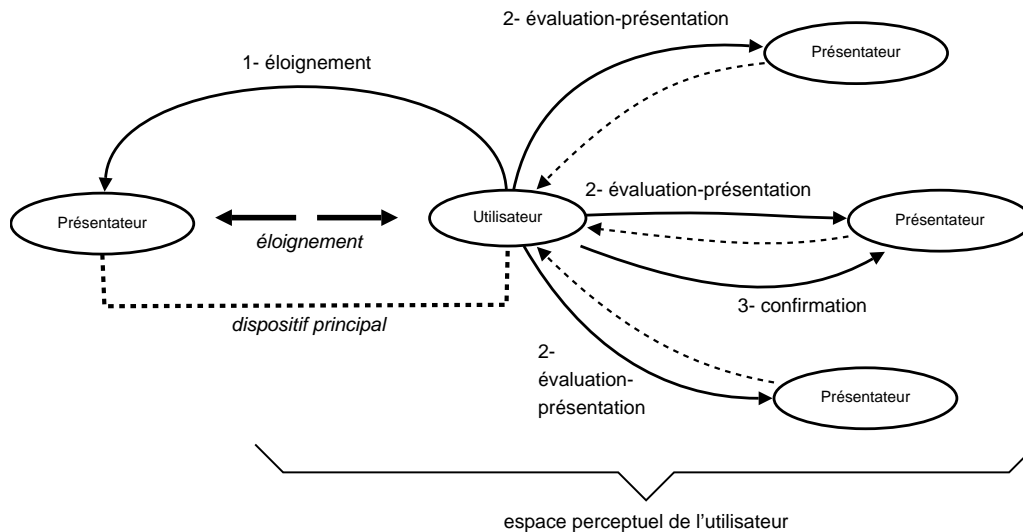 2- évaluation-présentation
Présentateur
1- éloignement
2- évaluation-présentation
Présentateur
Utilisateur
Présentateur
éloignement
3- confirmation
dispositif principal
2-
évaluation-
présentation
Présentateur
espace perceptuel de l'utilisateur